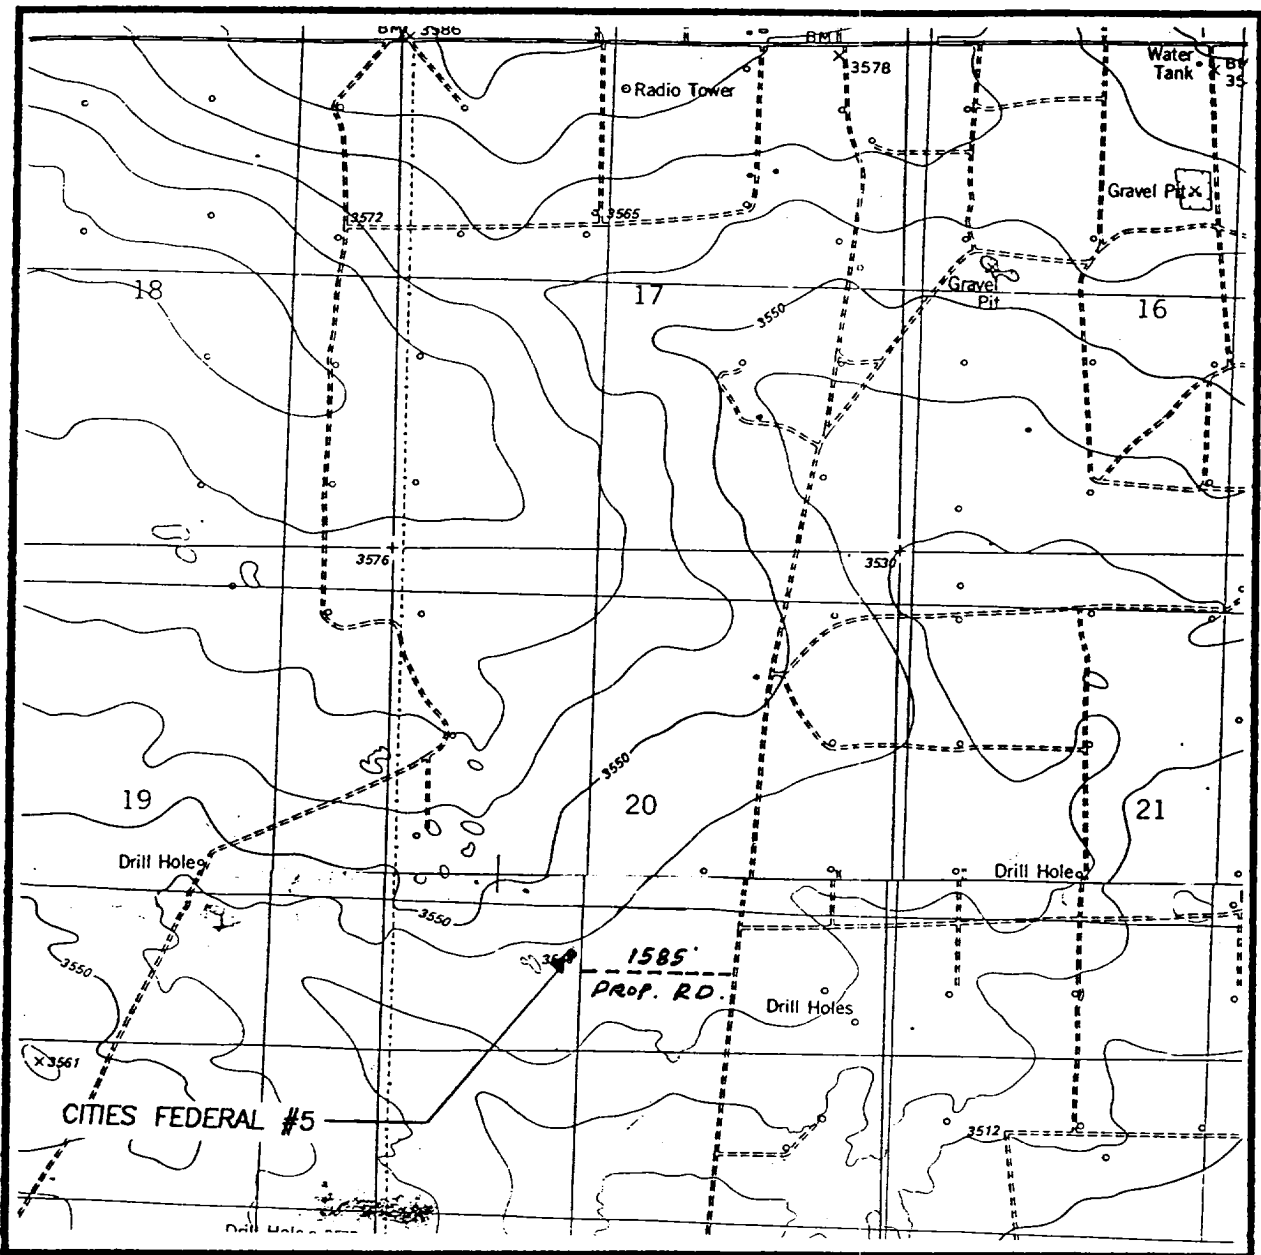 3586
BM
3578
Water
Tank
Radio Tower
Gravel Pit
3572
3565
18
17
Gravel
Pit
16
3550
3576
3530
3550
19
20
21
Drill Hole
Drill Hole
3550
3550
1585'
PROP. RD.
Drill Holes
3561
CITIES FEDERAL #5
3512